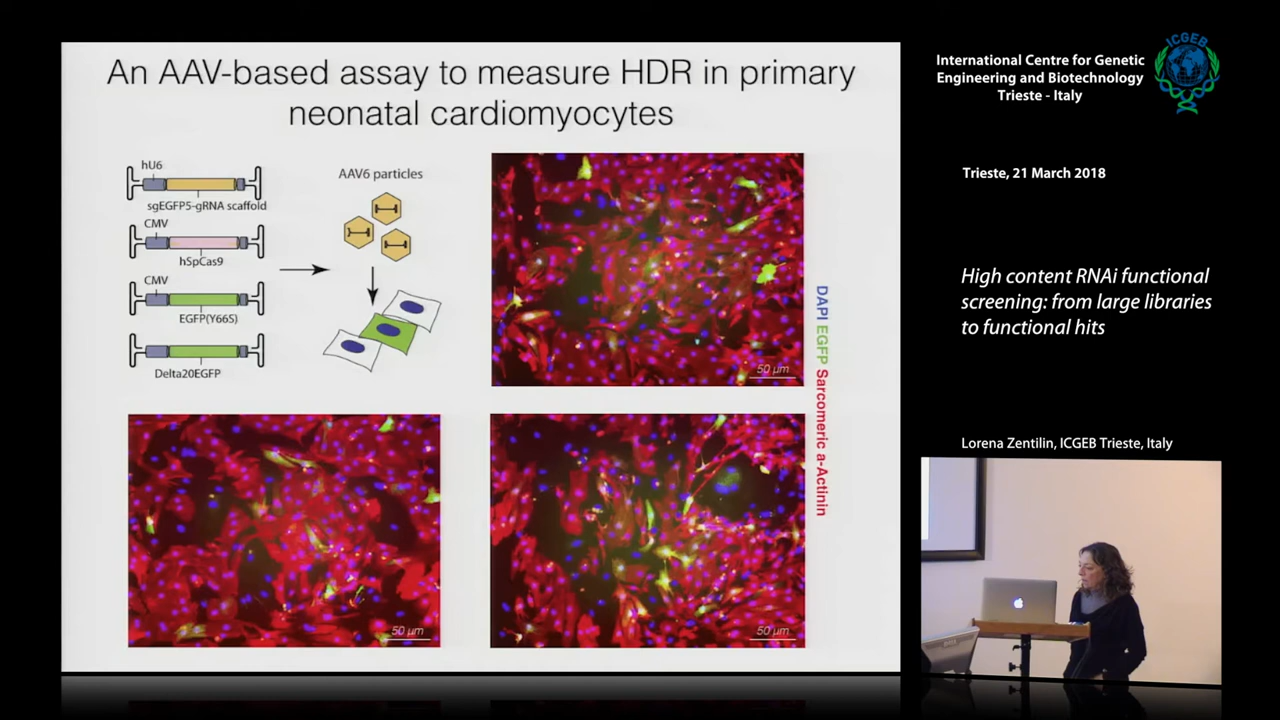 An AAV-based assay to measure HDR in primary
neonatal cardiomyocytes
hU6
sgEGFP5-gRNA scaffold
CMV
hSpCas9
CMV
EGFP(Y66S)
Delta20EGFP
AAV6 particles
50 µm
50 µm
50 µm
DAPI EGFP Sarcomeric a-Actinin
International Centre for Genetic
Engineering and Biotechnology
Trieste - Italy
ICGEB
Trieste, 21 March 2018
High content RNAi functional
screening: from large libraries
to functional hits
Lorena Zentilin, ICGEB Trieste, Italy